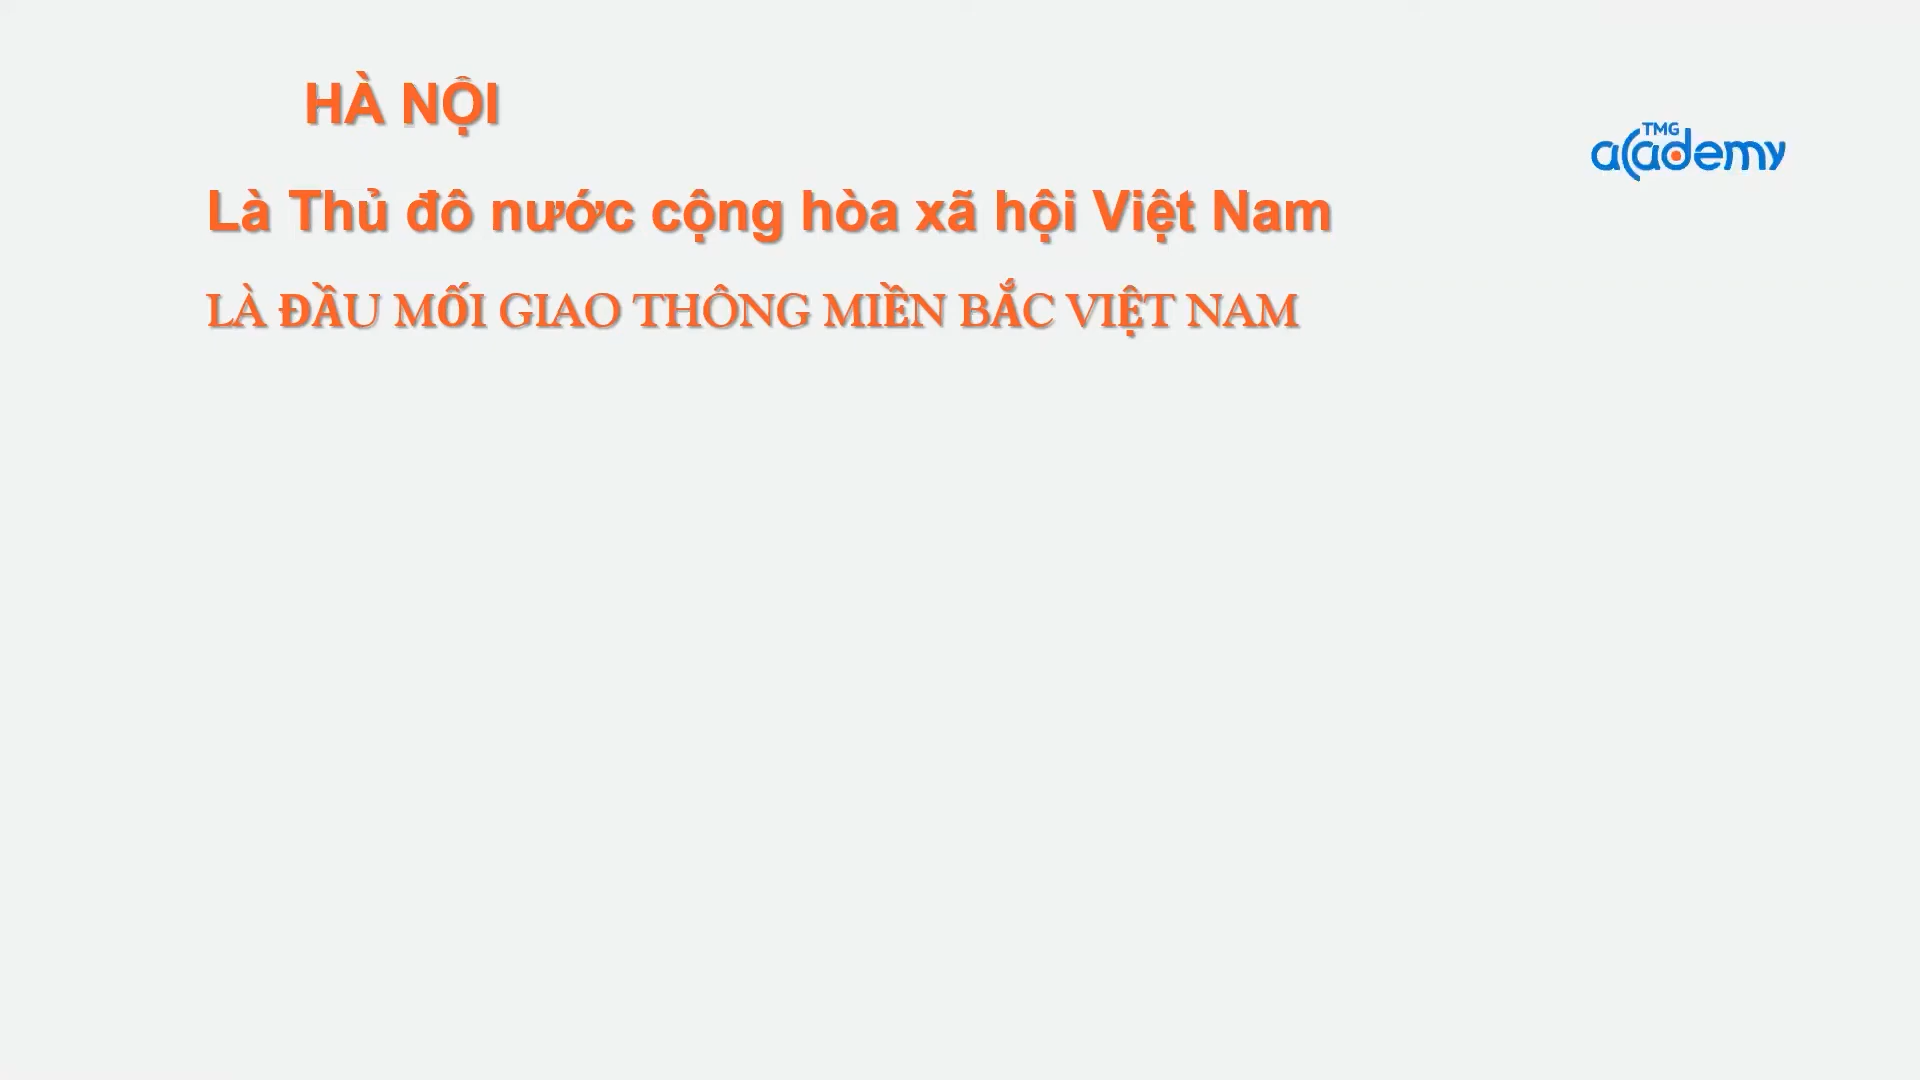 HÀ NỘI
TMG
academy
Là Thủ đô nước cộng hòa xã hội Việt Nam
LÀ ĐẦU MỐI GIAO THÔNG MIỀN BẮC VIỆT NAM